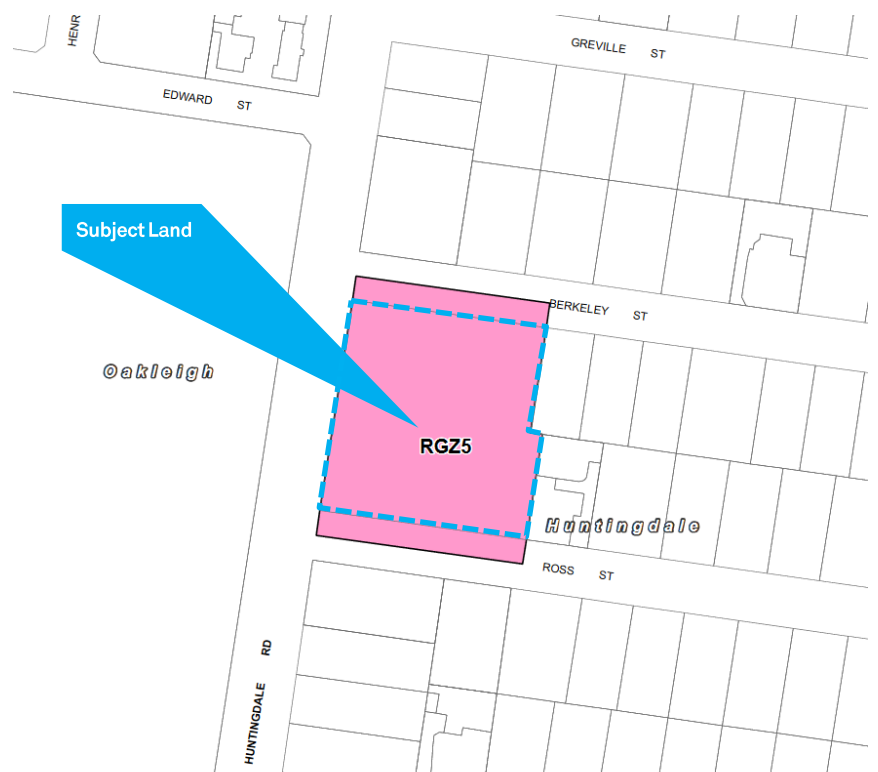 HENR
GREVILLE ST
EDWARD ST
Subject Land
BERKELEY ST
Oakleigh
RGZ5
Huntingdale
ROSS ST
HUNTINGDALE RD